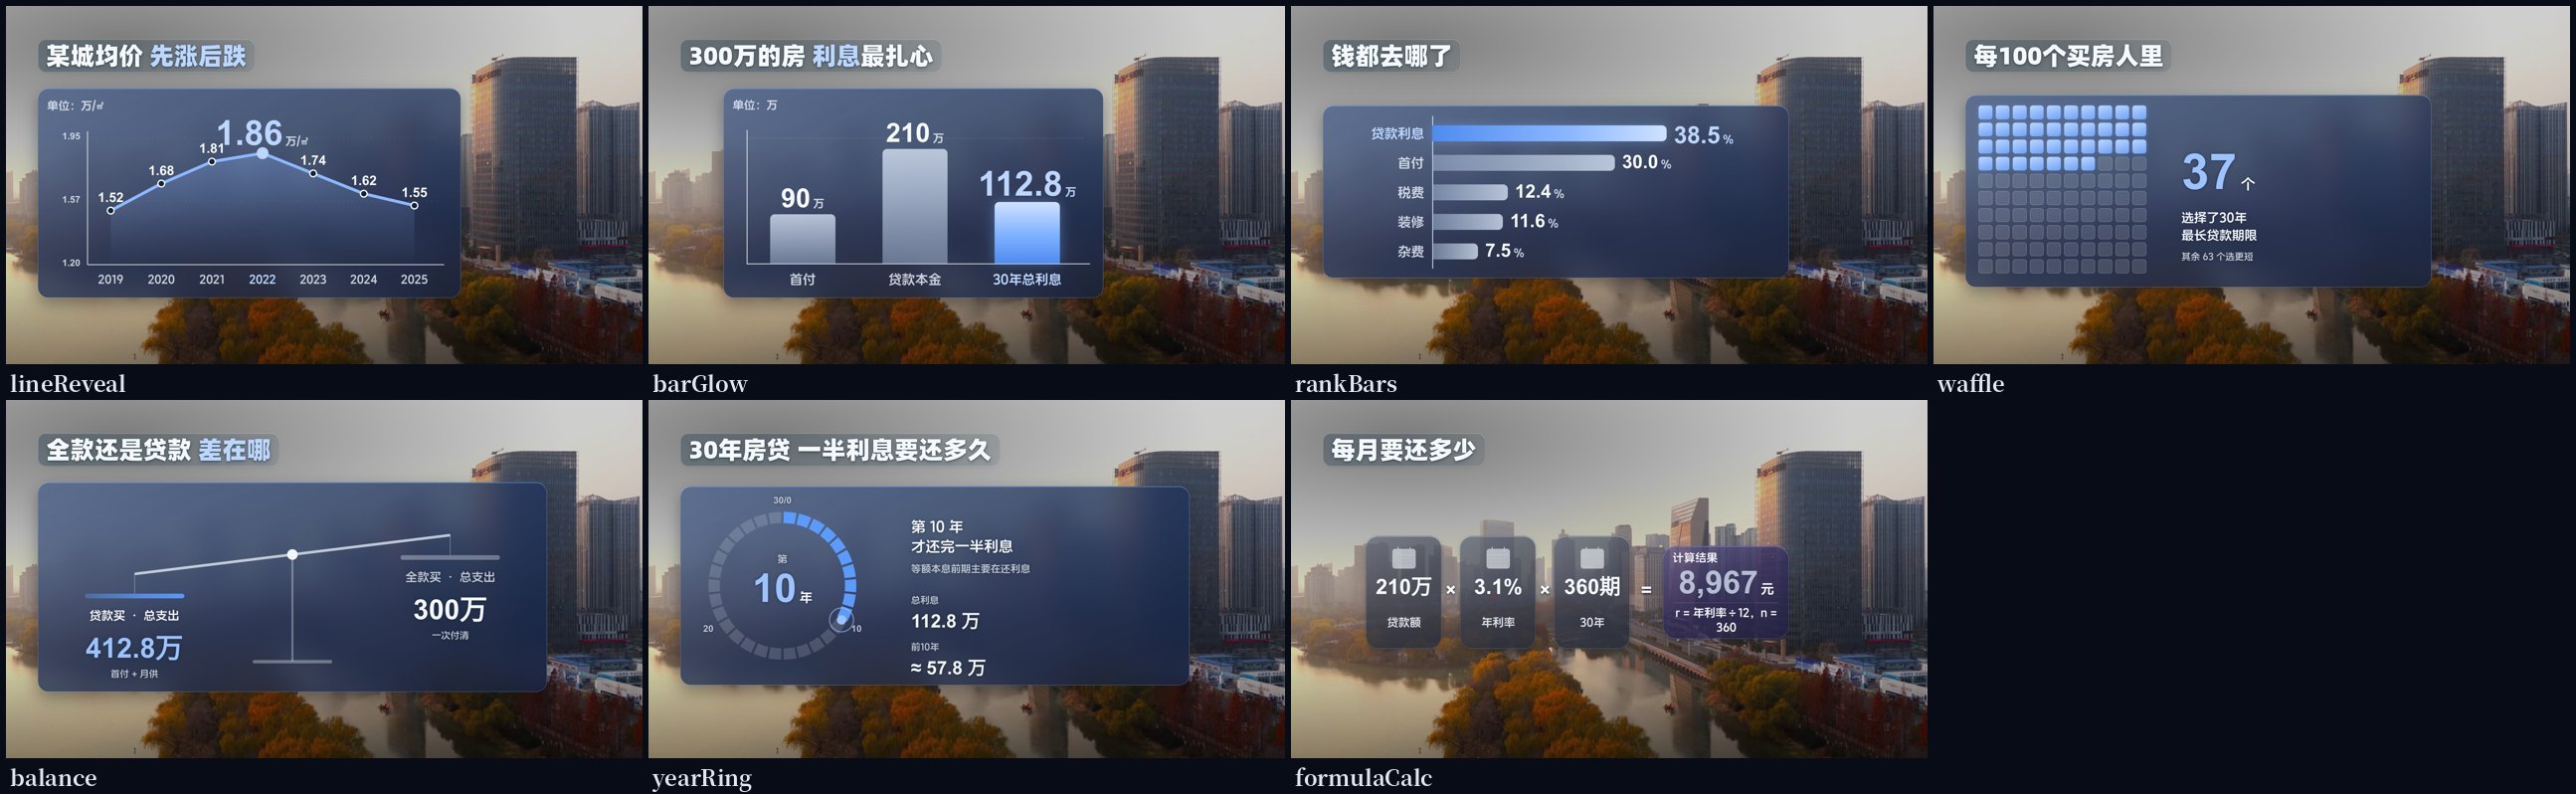 某城均价 先涨后跌
单位：万/㎡
1.95
1.57
1.20
1.52
1.68
1.81
1.86 万/㎡
1.74
1.62
1.55
2019 2020 2021 2022 2023 2024 2025
lineReveal
300万的房 利息最扎心
单位：万
90 万
210 万
112.8 万
首付 贷款本金 30年总利息
barGlow
钱都去哪了
贷款利息 38.5 %
首付 30.0 %
税费 12.4 %
装修 11.6 %
杂费 7.5 %
rankBars
每100个买房人里
37 个
选择了30年
最长贷款期限
其余 63 个选更短
waffle
全款还是贷款 差在哪
贷款买 · 总支出
412.8万
首付 + 月供
全款买 · 总支出
300万
一次付清
balance
30年房贷 一半利息要还多久
30/0
10
20
第
10 年
第 10 年
才还完一半利息
等额本息前期主要在还利息
总利息
112.8 万
前10年
≈ 57.8 万
yearRing
每月要还多少
210万
贷款额
×
3.1%
年利率
×
360期
30年
=
计算结果
8,967 元
r = 年利率÷12，n =
360
formulaCalc